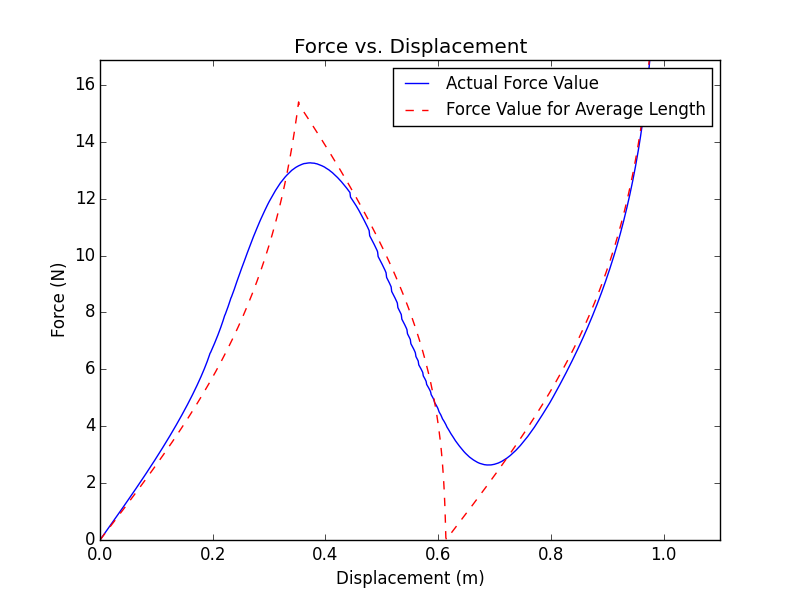 Force vs. Displacement
Actual Force Value
Force Value for Average Length
16
14
12
10
8
6
4
2
0
Force (N)
0.0 0.2 0.4 0.6 0.8 1.0
Displacement (m)